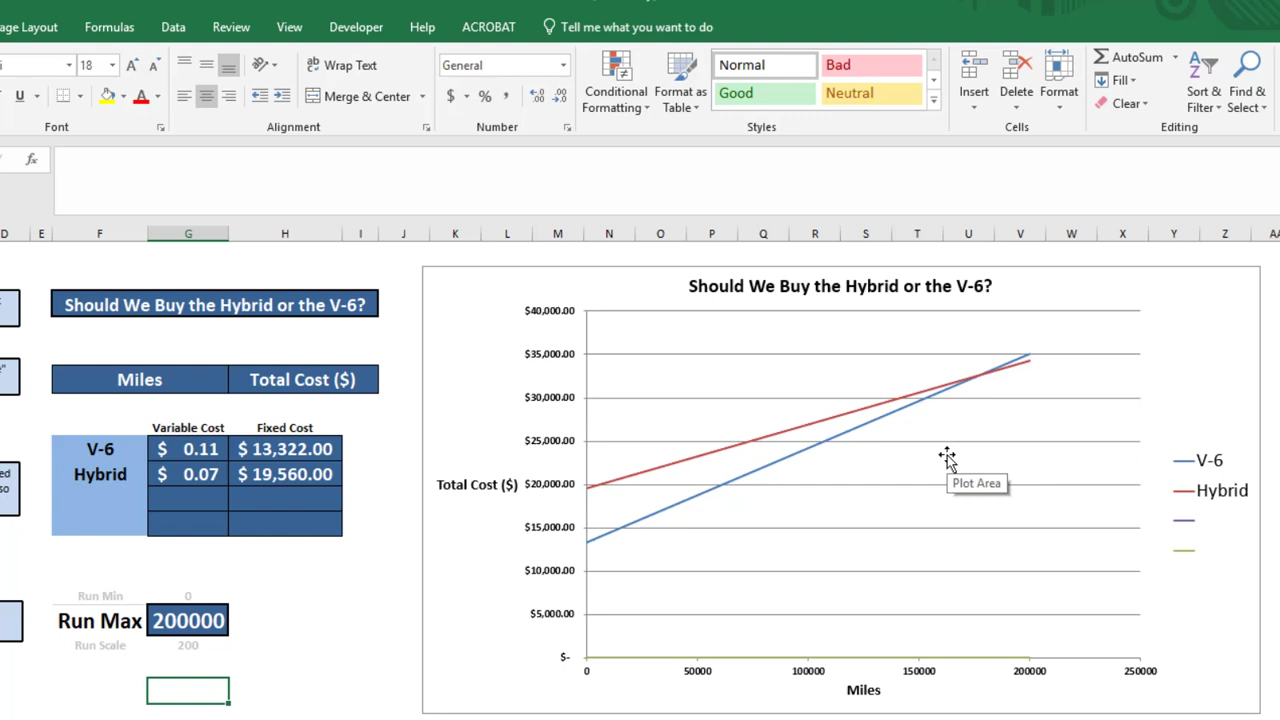 age Layout Formulas Data Review View Developer Help ACROBAT Tell me what you want to do
18 A A Wrap Text General Normal Bad AutoSum
U A Merge & Center $ % , Conditional Formatting Format as Table Good Neutral Insert Delete Format Fill Clear Sort & Filter Find & Select
Font Alignment Number Styles Cells Editing
fx
D E F G H I J K L M N O P Q R S T U V W X Y Z AA
Should We Buy the Hybrid or the V-6?
Miles Total Cost ($)
Variable Cost Fixed Cost
V-6 $ 0.11 $ 13,322.00
ed
Hybrid $ 0.07 $ 19,560.00
so
Run Min 0
Run Max 200000
Run Scale 200
Should We Buy the Hybrid or the V-6?
$40,000.00
$35,000.00
$30,000.00
$25,000.00
$20,000.00
$15,000.00
$10,000.00
$5,000.00
$-
Total Cost ($)
0 50000 100000 150000 200000 250000
Miles
Plot Area
V-6
Hybrid